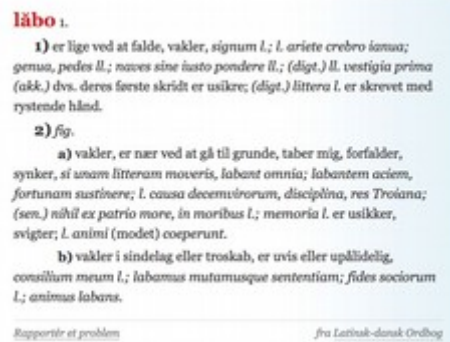 lăbo 1.
1) er lige ved at falde, vakler, signum l.; l. ariete crebro ianua;
genua, pedes ll.; naves sine iusto pondere ll.; (digt.) ll. vestigia prima
(akk.) dvs. deres første skridt er usikre; (digt.) littera l. er skrevet med
rystende hånd.
2) fig.
a) vakler, er nær ved at gå til grunde, taber mig, forfalder,
synker, si unam litteram moveris, labant omnia; labantem aciem,
fortunam sustinere; l. causa decemvirorum, disciplina, res Troiana;
(sen.) nihil ex patrio more, in moribus l.; memoria l. er usikker,
svigter; l. animi (modet) coeperunt.
b) vakler i sindelag eller troskab, er uvis eller upålidelig,
consilium meum l.; labamus mutamusque sententiam; fides sociorum
l.; animus labans.
Rapportér et problem
fra Latinsk-dansk Ordbog